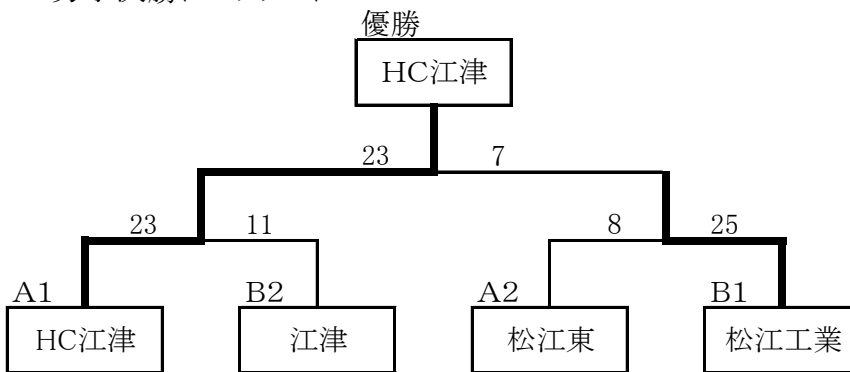 優勝
HC江津
23 7
23 11 8 25
A1 B2 A2 B1
HC江津 江津 松江東 松江工業